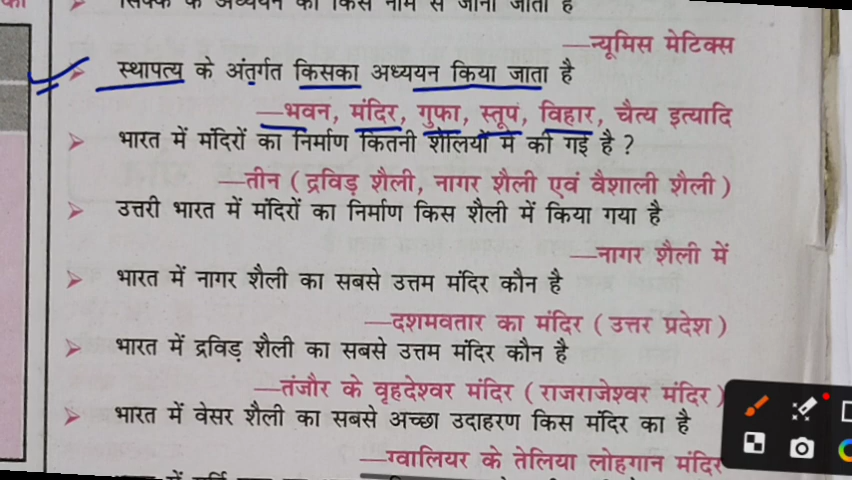 सिक्के के अध्ययन को किस नाम से जाना जाता है
—न्यूमिस मेटिक्स
स्थापत्य के अंतर्गत किसका अध्ययन किया जाता है
—भवन, मंदिर, गुफा, स्तूप, विहार, चैत्य इत्यादि
भारत में मंदिरों का निर्माण कितनी शैलियों में की गई है ?
—तीन ( द्रविड़ शैली, नागर शैली एवं वैशाली शैली )
उत्तरी भारत में मंदिरों का निर्माण किस शैली में किया गया है
—नागर शैली में
भारत में नागर शैली का सबसे उत्तम मंदिर कौन है
—दशमवतार का मंदिर ( उत्तर प्रदेश )
भारत में द्रविड़ शैली का सबसे उत्तम मंदिर कौन है
—तंजौर के वृहदेश्वर मंदिर ( राजराजेश्वर मंदिर )
भारत में वेसर शैली का सबसे अच्छा उदाहरण किस मंदिर का है
—ग्वालियर के तेलिया लोहगान मंदिर